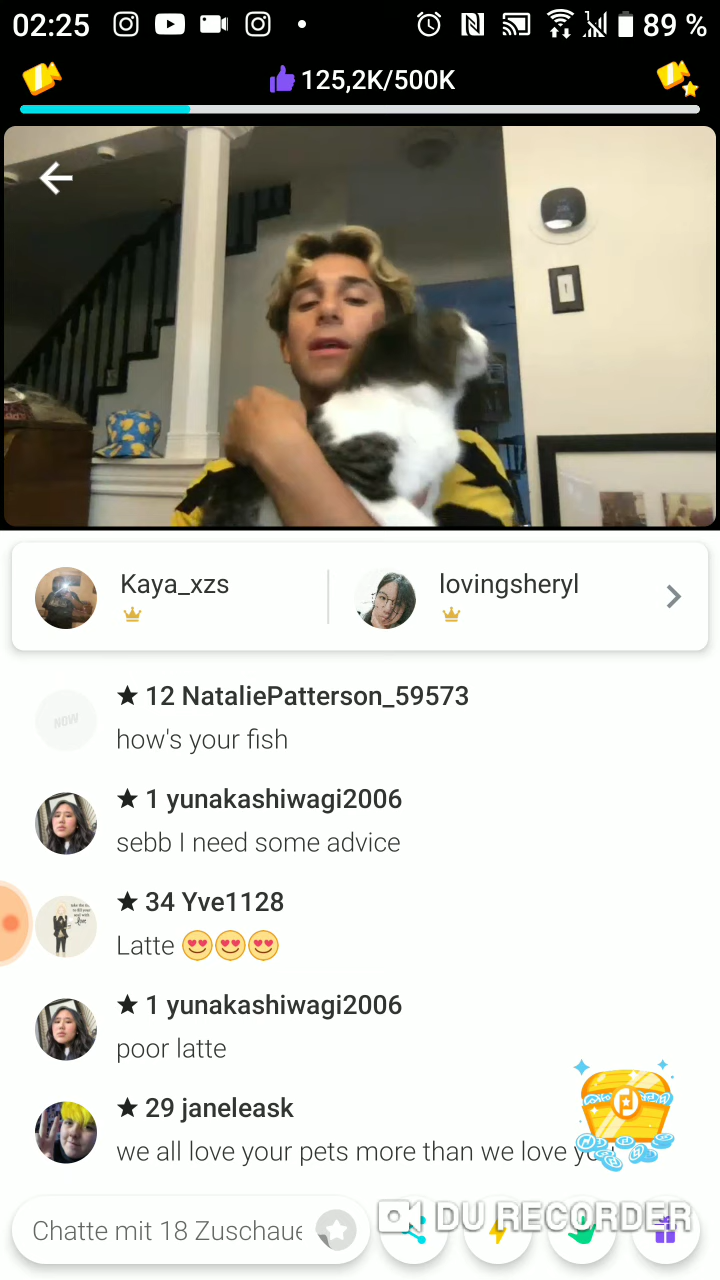 02:25
89 %
125,2K/500K
Kaya_xzs
lovingsheryl
★ 12 NataliePatterson_59573
NOW
how's your fish
★ 1 yunakashiwagi2006
sebb I need some advice
★ 34 Yve1128
Latte 😍😍😍
★ 1 yunakashiwagi2006
poor latte
★ 29 janeleask
we all love your pets more than we love
Chatte mit 18 Zuschaue
DU RECORDER